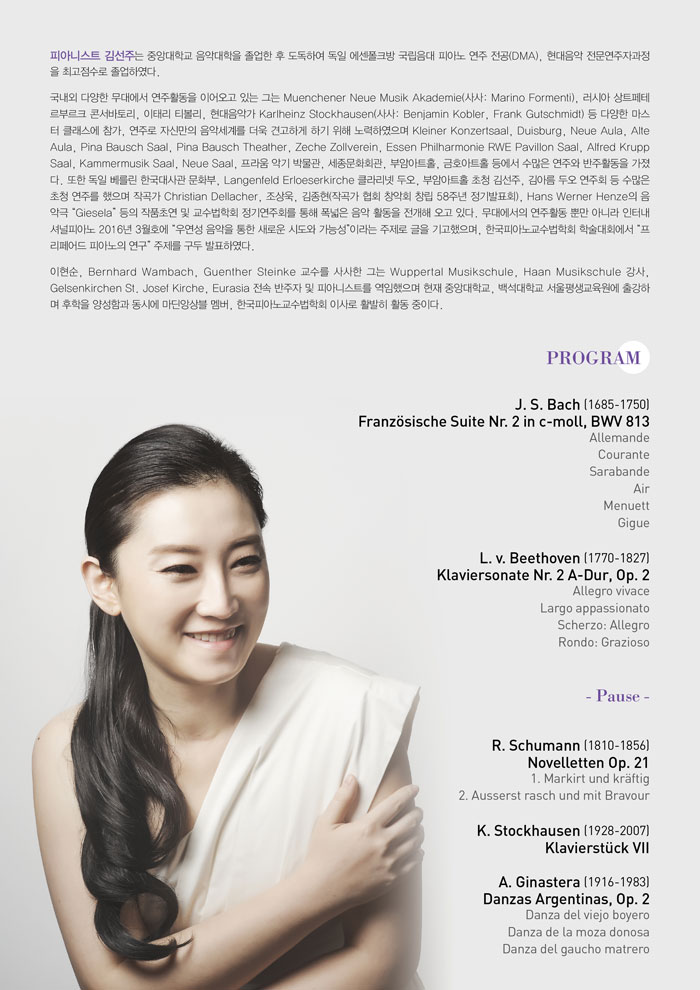 피아니스트 김선주는 중앙대학교 음악대학을 졸업한 후 도독하여 독일 에센폴크방 국립음대 피아노 연주 전공(DMA), 현대음악 전문연주자과정
을 최고점수로 졸업하였다.
국내외 다양한 무대에서 연주활동을 이어오고 있는 그는 Muenchener Neue Musik Akademie(사사: Marino Formenti), 러시아 상트페테
르부르크 콘서바토리, 이태리 티볼리, 현대음악가 Karlheinz Stockhausen(사사: Benjamin Kobler, Frank Gutschmidt) 등 다양한 마스
터 클래스에 참가, 연주로 자신만의 음악세계를 더욱 견고하게 하기 위해 노력하였으며 Kleiner Konzertsaal, Duisburg, Neue Aula, Alte
Aula, Pina Bausch Saal, Pina Bausch Theather, Zeche Zollverein, Essen Philharmonie RWE Pavillon Saal, Alfred Krupp
Saal, Kammermusik Saal, Neue Saal, 프라움 악기 박물관, 세종문화회관, 부암아트홀, 금호아트홀 등에서 수많은 연주와 반주활동을 가졌
다. 또한 독일 베를린 한국대사관 문화부, Langenfeld Erloeserkirche 클라리넷 듀오, 부암아트홀 초청 김선주, 김아름 듀오 연주회 등 수많은
초청 연주를 했으며 작곡가 Christian Dellacher, 조상욱, 김종현(작곡가 협회 창악회 창립 58주년 정기발표회), Hans Werner Henze의 음
악극 "Giesela" 등의 작품초연 및 교수법학회 정기연주회를 통해 폭넓은 음악 활동을 전개해 오고 있다. 무대에서의 연주활동 뿐만 아니라 인터내
셔널피아노 2016년 3월호에 "우연성 음악을 통한 새로운 시도와 가능성"이라는 주제로 글을 기고했으며, 한국피아노교수법학회 학술대회에서 "프
리페어드 피아노의 연구" 주제를 구두 발표하였다.
이현순, Bernhard Wambach, Guenther Steinke 교수를 사사한 그는 Wuppertal Musikschule, Haan Musikschule 강사,
Gelsenkirchen St. Josef Kirche, Eurasia 전속 반주자 및 피아니스트를 역임했으며 현재 중앙대학교, 백석대학교 서울평생교육원에 출강하
며 후학을 양성함과 동시에 마딘앙상블 멤버, 한국피아노교수법학회 이사로 활발히 활동 중이다.
PROGRAM
J. S. Bach (1685-1750)
Französische Suite Nr. 2 in c-moll, BWV 813
Allemande
Courante
Sarabande
Air
Menuett
Gigue
L. v. Beethoven (1770-1827)
Klaviersonate Nr. 2 A-Dur, Op. 2
Allegro vivace
Largo appassionato
Scherzo: Allegro
Rondo: Grazioso
- Pause -
R. Schumann (1810-1856)
Novelletten Op. 21
1. Markirt und kräftig
2. Ausserst rasch und mit Bravour
K. Stockhausen (1928-2007)
Klavierstück VII
A. Ginastera (1916-1983)
Danzas Argentinas, Op. 2
Danza del viejo boyero
Danza de la moza donosa
Danza del gaucho matrero